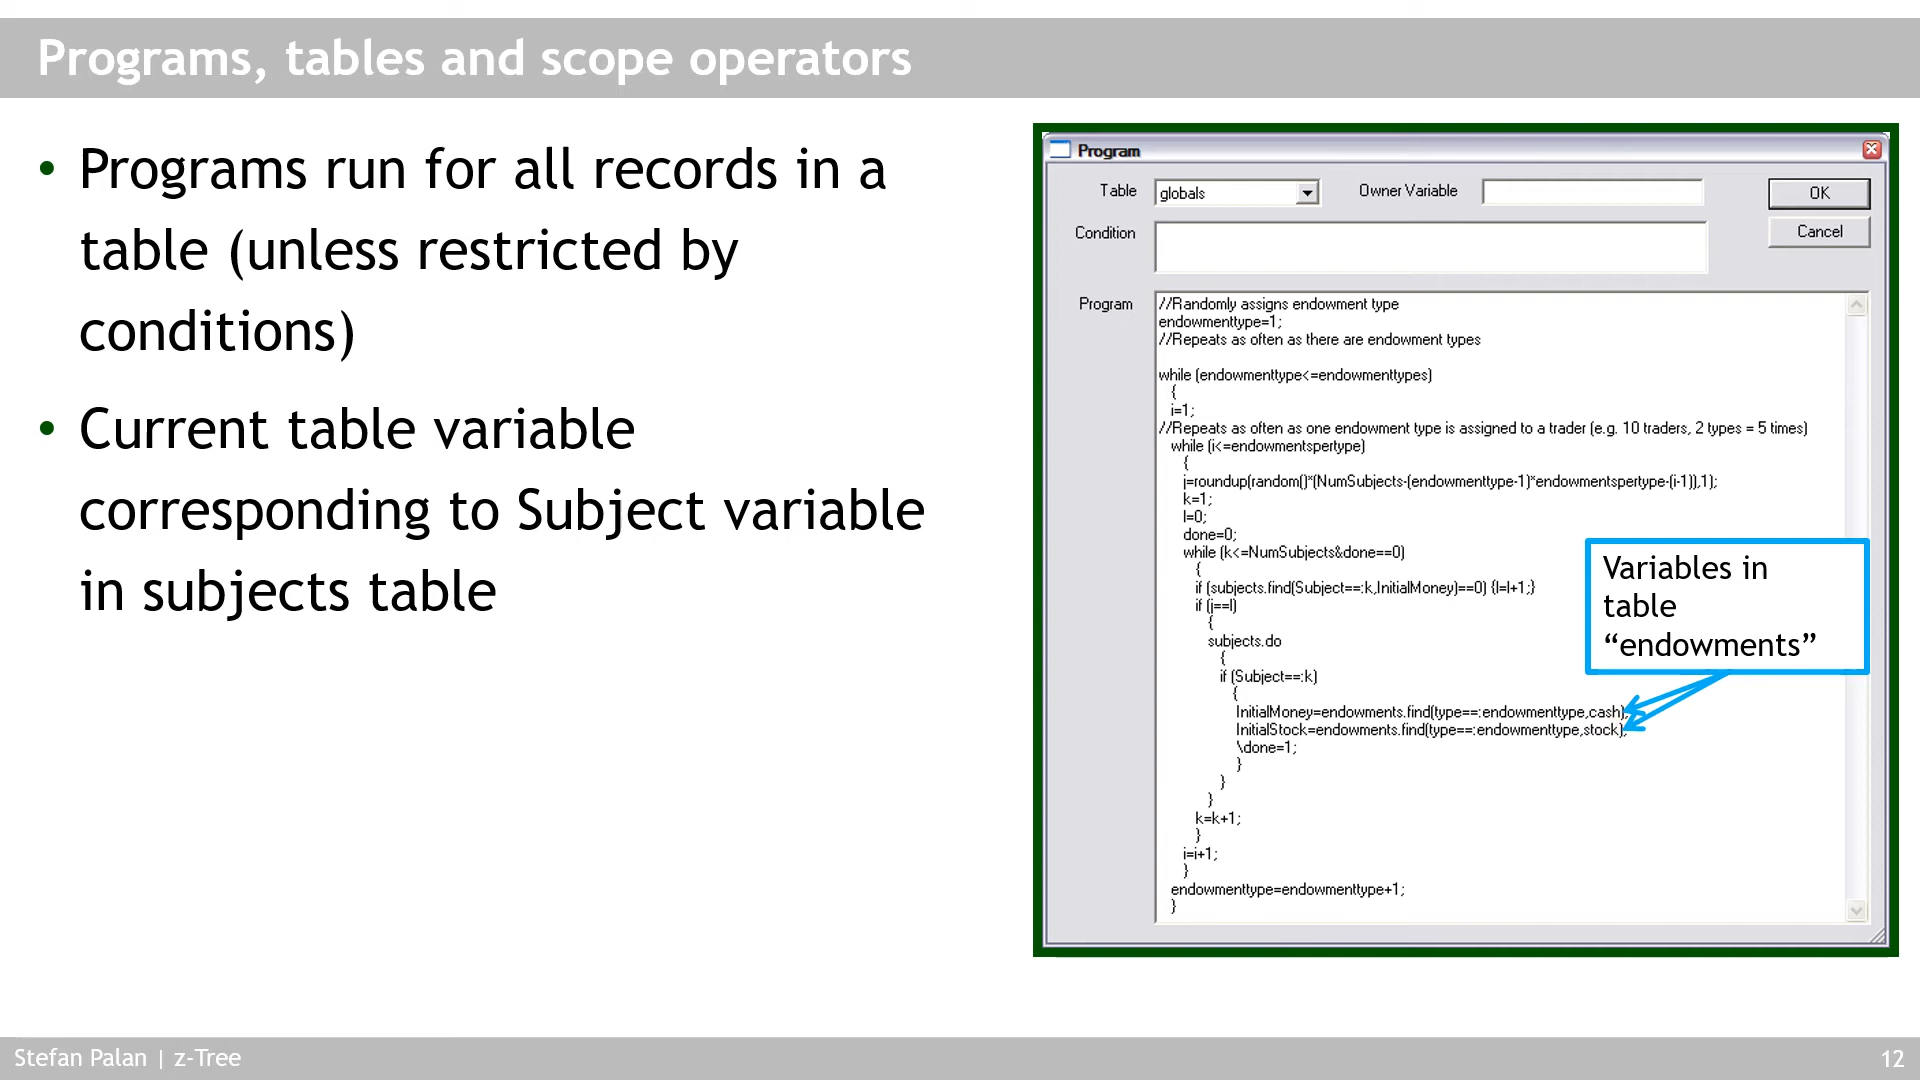 Programs, tables and scope operators
• Programs run for all records in a
table (unless restricted by
conditions)
• Current table variable
corresponding to Subject variable
in subjects table
Program
Table
globals
Owner Variable
OK
Condition
Cancel
Program
//Randomly assigns endowment type
endowmenttype=1;
//Repeats as often as there are endowment types
while (endowmenttype<=endowmenttypes)
{
i=1;
//Repeats as often as one endowment type is assigned to a trader (e.g. 10 traders, 2 types = 5 times)
while (i<=endowmentspertype)
{
j=roundup(random()*(NumSubjects-(endowmenttype-1)*endowmentspertype-(i-1)),1);
k=1;
l=0;
done=0;
while (k<=NumSubjects&done==0)
{
if (subjects.find(Subject==:k,InitialMoney)==0) {l=l+1;}
if (j==l)
{
subjects.do
{
if (Subject==:k)
{
InitialMoney=endowments.find(type==:endowmenttype,cash);
InitialStock=endowments.find(type==:endowmenttype,stock);
\done=1;
}
}
}
k=k+1;
}
i=i+1;
}
endowmenttype=endowmenttype+1;
}
Variables in
table
“endowments”
Stefan Palan | z-Tree
12